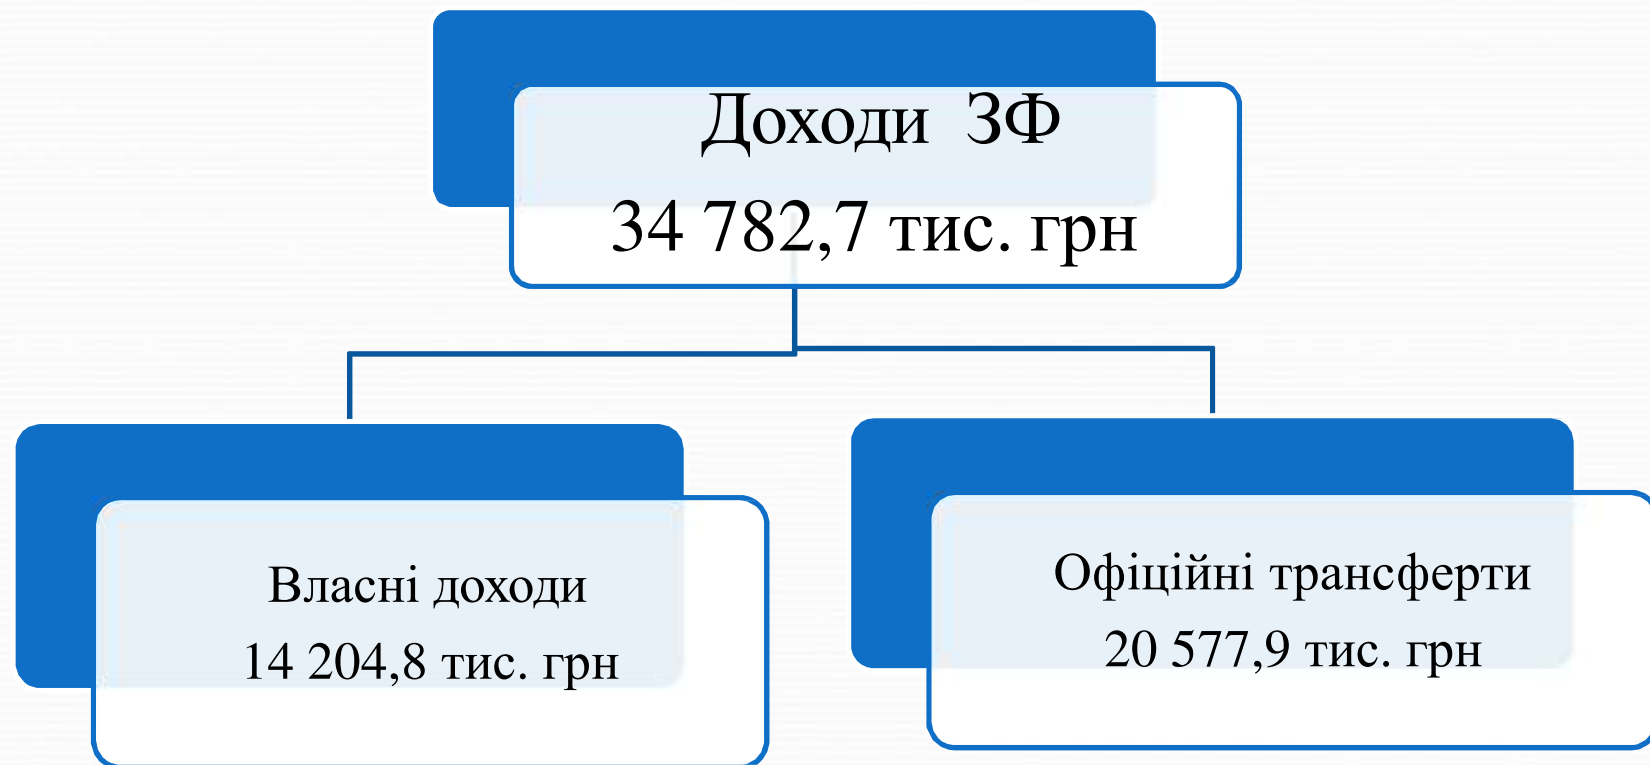 Доходи ЗФ
34 782,7 тис. грн
Власні доходи
14 204,8 тис. грн
Офіційні трансферти
20 577,9 тис. грн